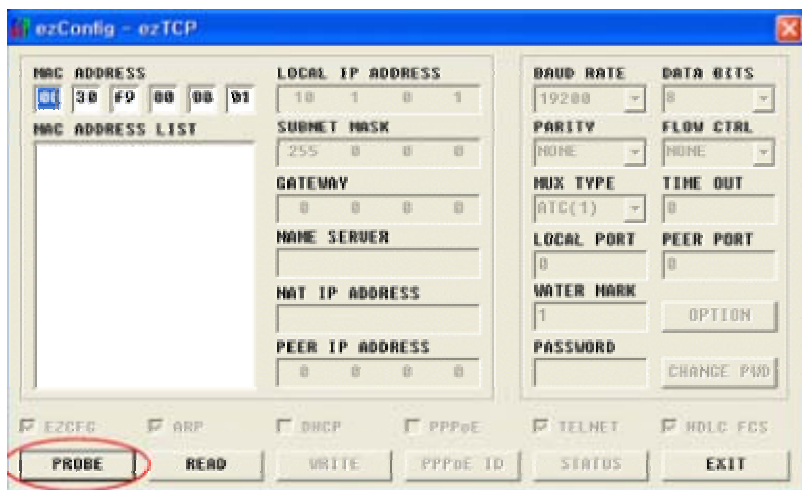 ezConfig - ezTCP
MAC ADDRESS
00 30 F9 00 00 01
MAC ADDRESS LIST
LOCAL IP ADDRESS
10 1 0 1
SUBNET MASK
255 0 0 0
GATEWAY
0 0 0 0
NAME SERVER
NAT IP ADDRESS
PEER IP ADDRESS
0 0 0 0
BAUD RATE
19200
DATA BITS
8
PARITY
NONE
FLOW CTRL
NONE
MUX TYPE
ATC(1)
TIME OUT
0
LOCAL PORT
0
PEER PORT
0
WATER MARK
1
OPTION
PASSWORD
CHANGE PWD
EZCFG ARP DHCP PPPoE TELNET HDLC FCS
PROBE READ WRITE PPPoE ID STATUS EXIT